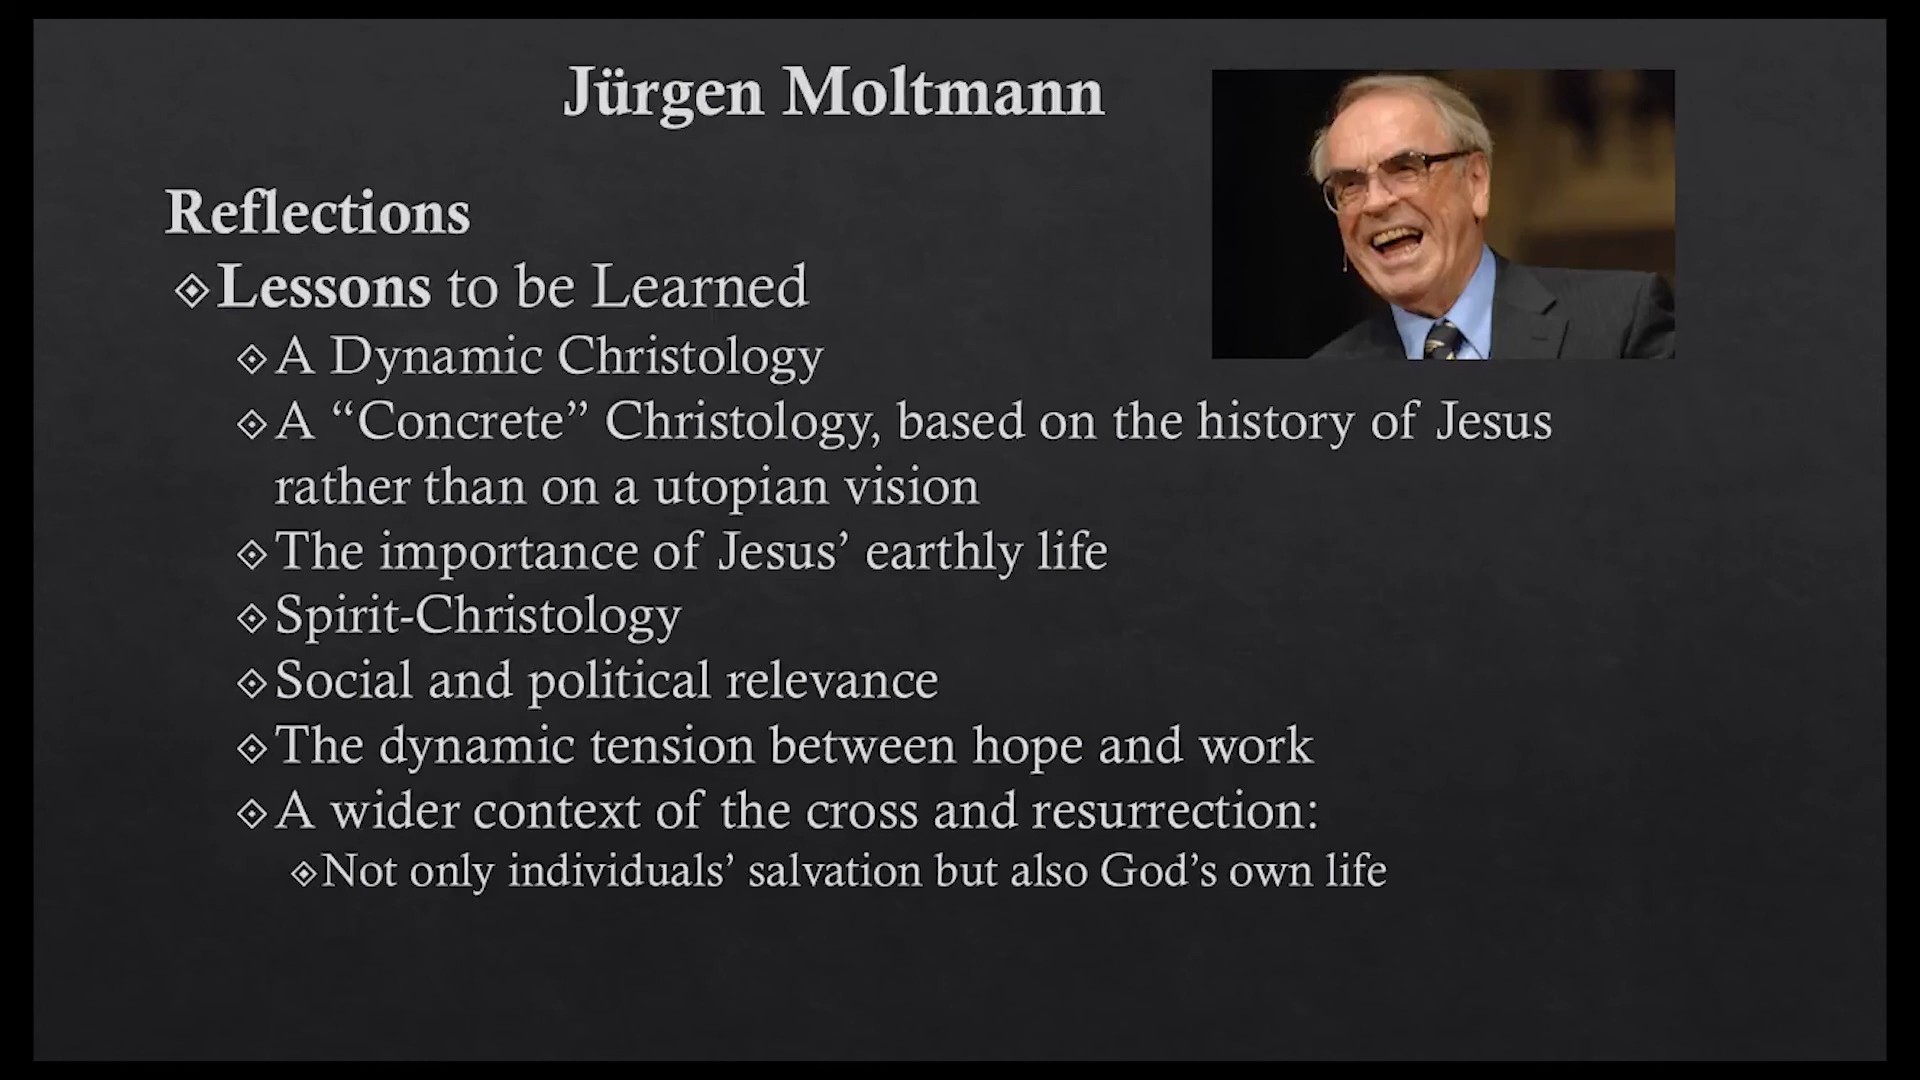 Jürgen Moltmann
Reflections
Lessons to be Learned
A Dynamic Christology
A “Concrete” Christology, based on the history of Jesus
rather than on a utopian vision
The importance of Jesus’ earthly life
Spirit-Christology
Social and political relevance
The dynamic tension between hope and work
A wider context of the cross and resurrection:
Not only individuals’ salvation but also God’s own life